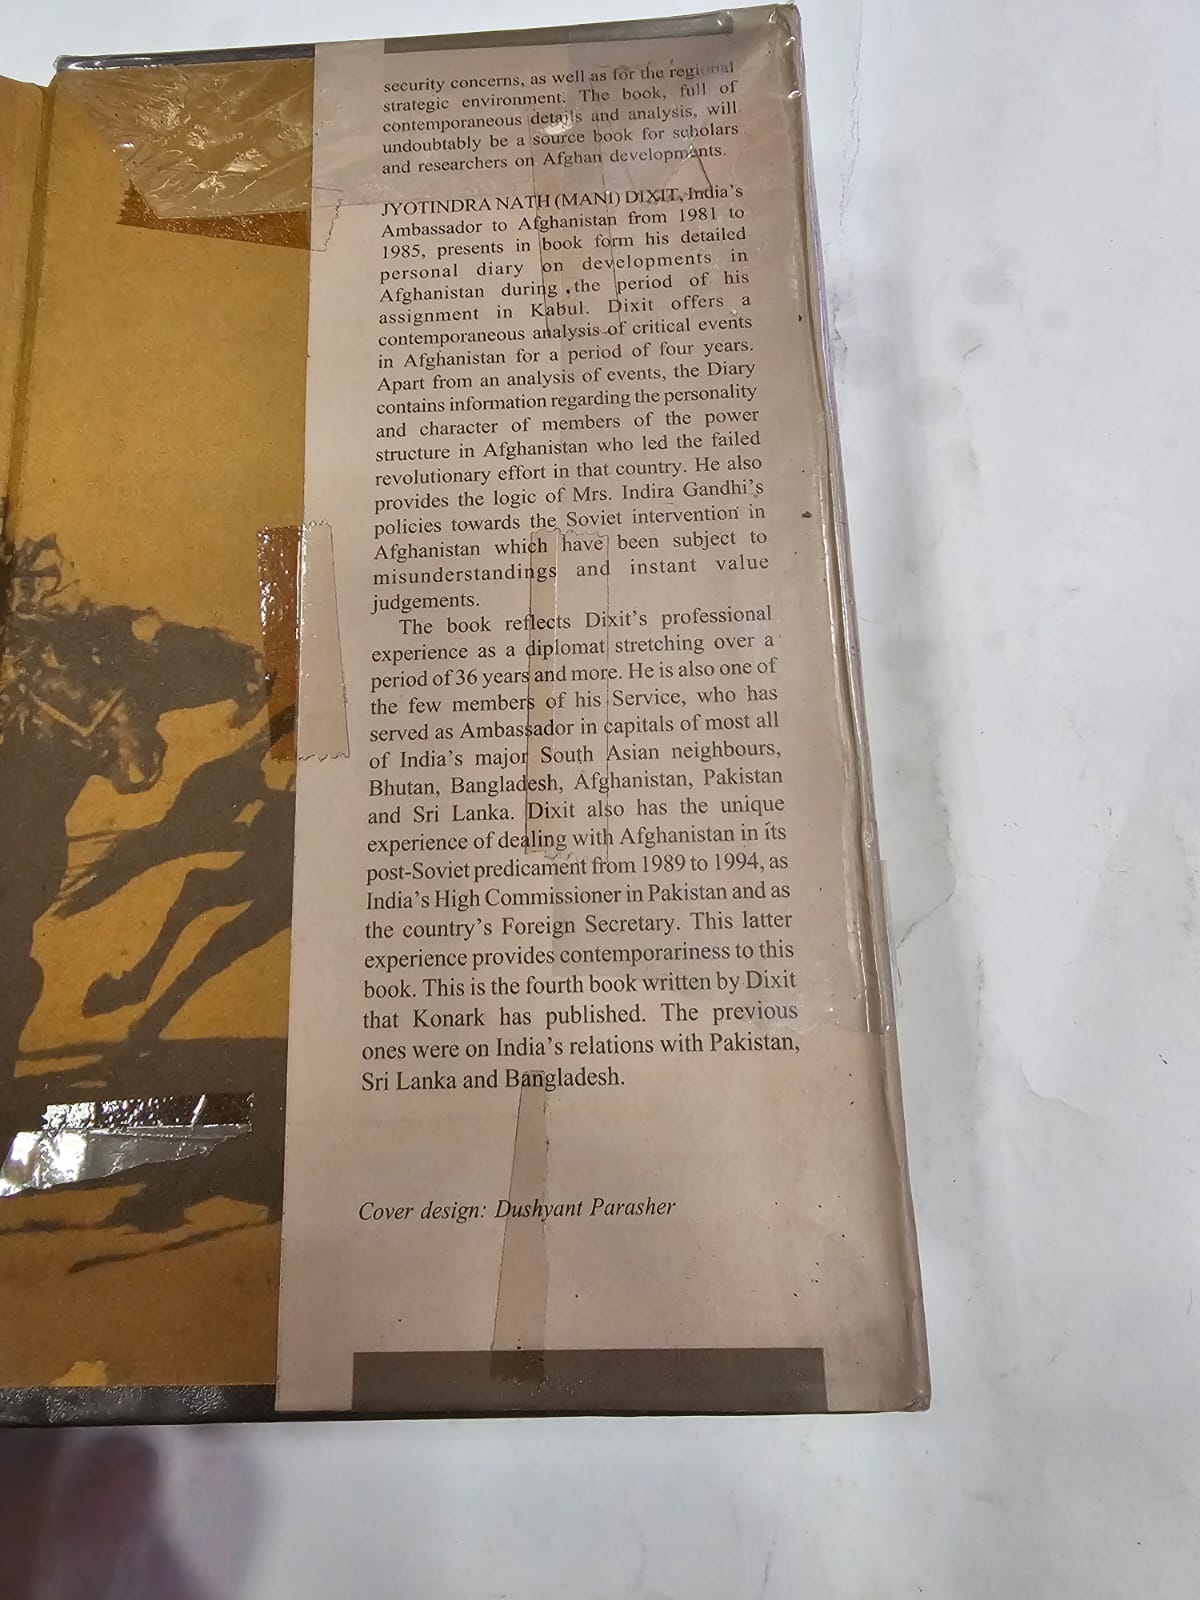 security concerns, as well as for the regional
strategic environment. The book, full of
contemporaneous details and analysis, will
undoubtably be a source book for scholars
and researchers on Afghan developments.
JYOTINDRA NATH (MANI) DIXIT, India's
Ambassador to Afghanistan from 1981 to
1985, presents in book form his detailed
personal diary on developments in
Afghanistan during the period of his
assignment in Kabul. Dixit offers a
contemporaneous analysis of critical events
in Afghanistan for a period of four years.
Apart from an analysis of events, the Diary
contains information regarding the personality
and character of members of the power
structure in Afghanistan who led the failed
revolutionary effort in that country. He also
provides the logic of Mrs. Indira Gandhi's
policies towards the Soviet intervention in
Afghanistan which have been subject to
misunderstandings and instant value
judgements.
The book reflects Dixit's professional
experience as a diplomat stretching over a
period of 36 years and more. He is also one of
the few members of his Service, who has
served as Ambassador in capitals of most all
of India's major South Asian neighbours,
Bhutan, Bangladesh, Afghanistan, Pakistan
and Sri Lanka. Dixit also has the unique
experience of dealing with Afghanistan in its
post-Soviet predicament from 1989 to 1994, as
India's High Commissioner in Pakistan and as
the country's Foreign Secretary. This latter
experience provides contemporariness to this
book. This is the fourth book written by Dixit
that Konark has published. The previous
ones were on India's relations with Pakistan,
Sri Lanka and Bangladesh.
Cover design: Dushyant Parasher